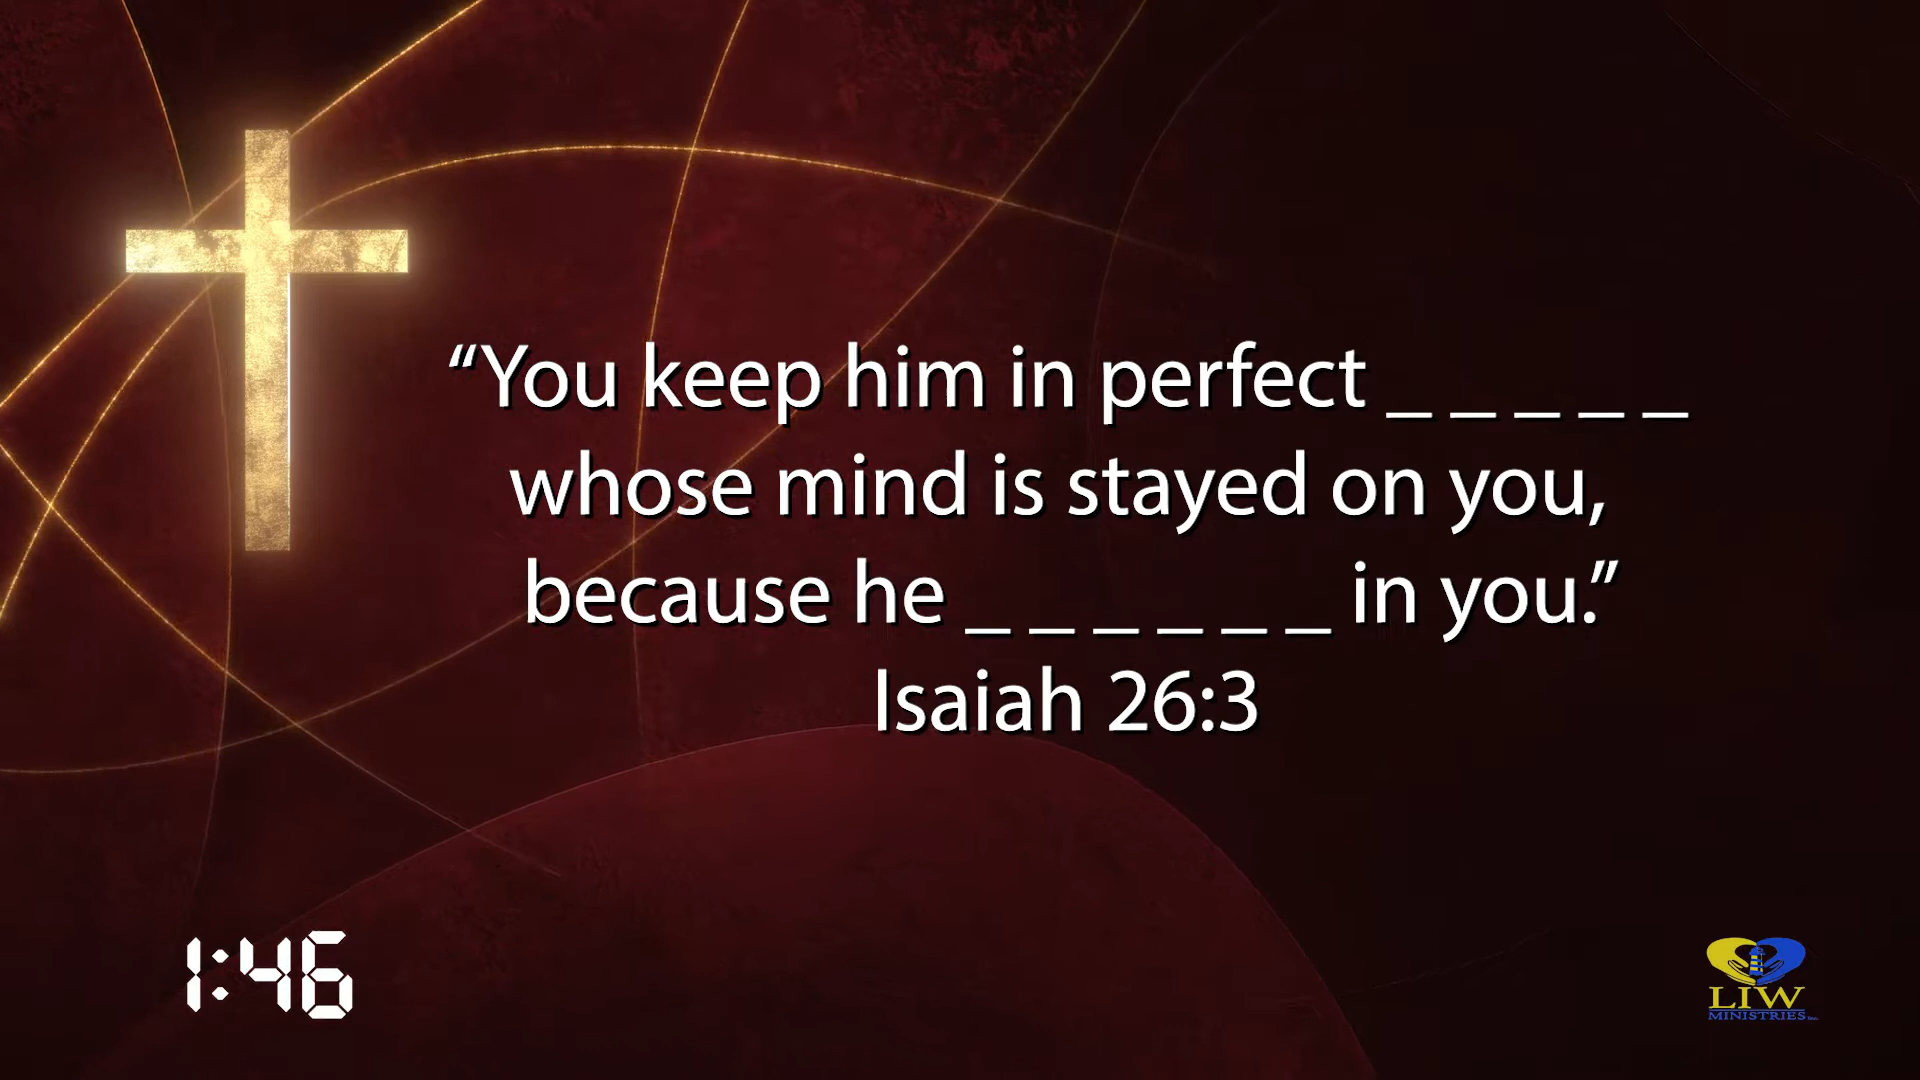 “You keep him in perfect _ _ _ _ _
whose mind is stayed on you,
because he _ _ _ _ _ _ in you.”
Isaiah 26:3
1:46
LIW
MINISTRIES